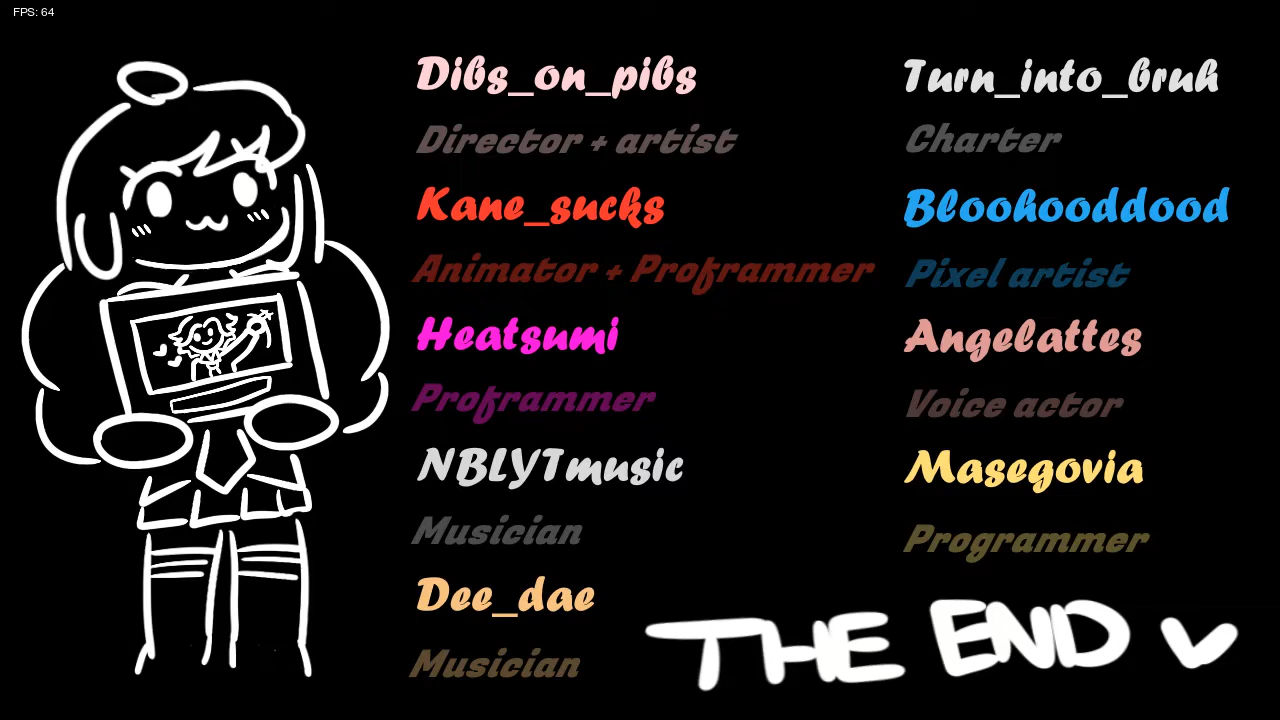 FPS: 64
Dibs_on_pibs
Director + artist
Kane_sucks
Animator + Proframmer
Heatsumi
Proframmer
NBLYTmusic
Musician
Dee_dae
Musician
Turn_into_bruh
Charter
Bloohooddood
Pixel artist
Angelattes
Voice actor
Masegovia
Programmer
THE END